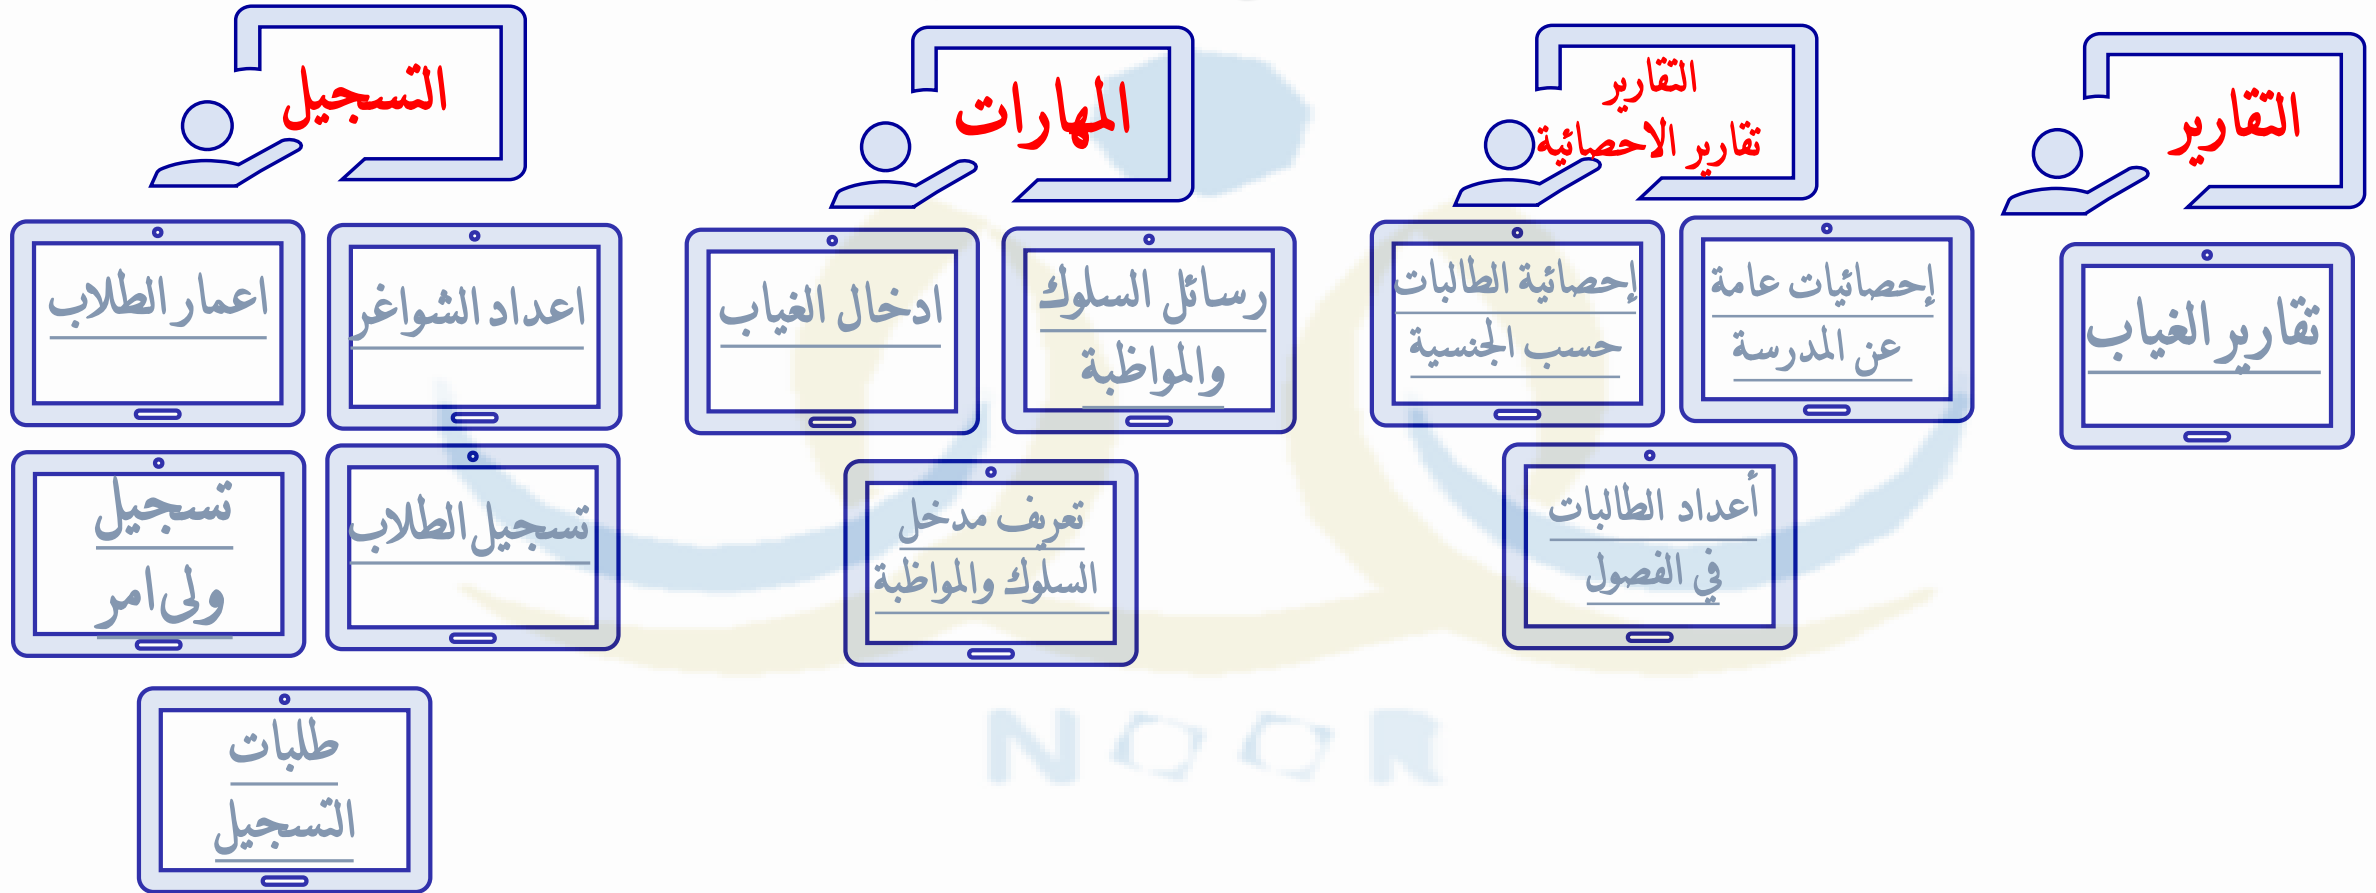 التقارير
تقارير الغياب
التقارير
تقارير الاحصائية
إحصائيات عامة
عن المدرسة
إحصائية الطالبات
حسب الجنسية
أعداد الطالبات
في الفصول
المهارات
رسائل السلوك
والمواظبة
ادخال الغياب
تعريف مدخل
السلوك والمواظبة
التسجيل
اعداد الشواغر
اعمار الطلاب
تسجيل الطلاب
تسجيل
ولى امر
طلبات
التسجيل
NOOR